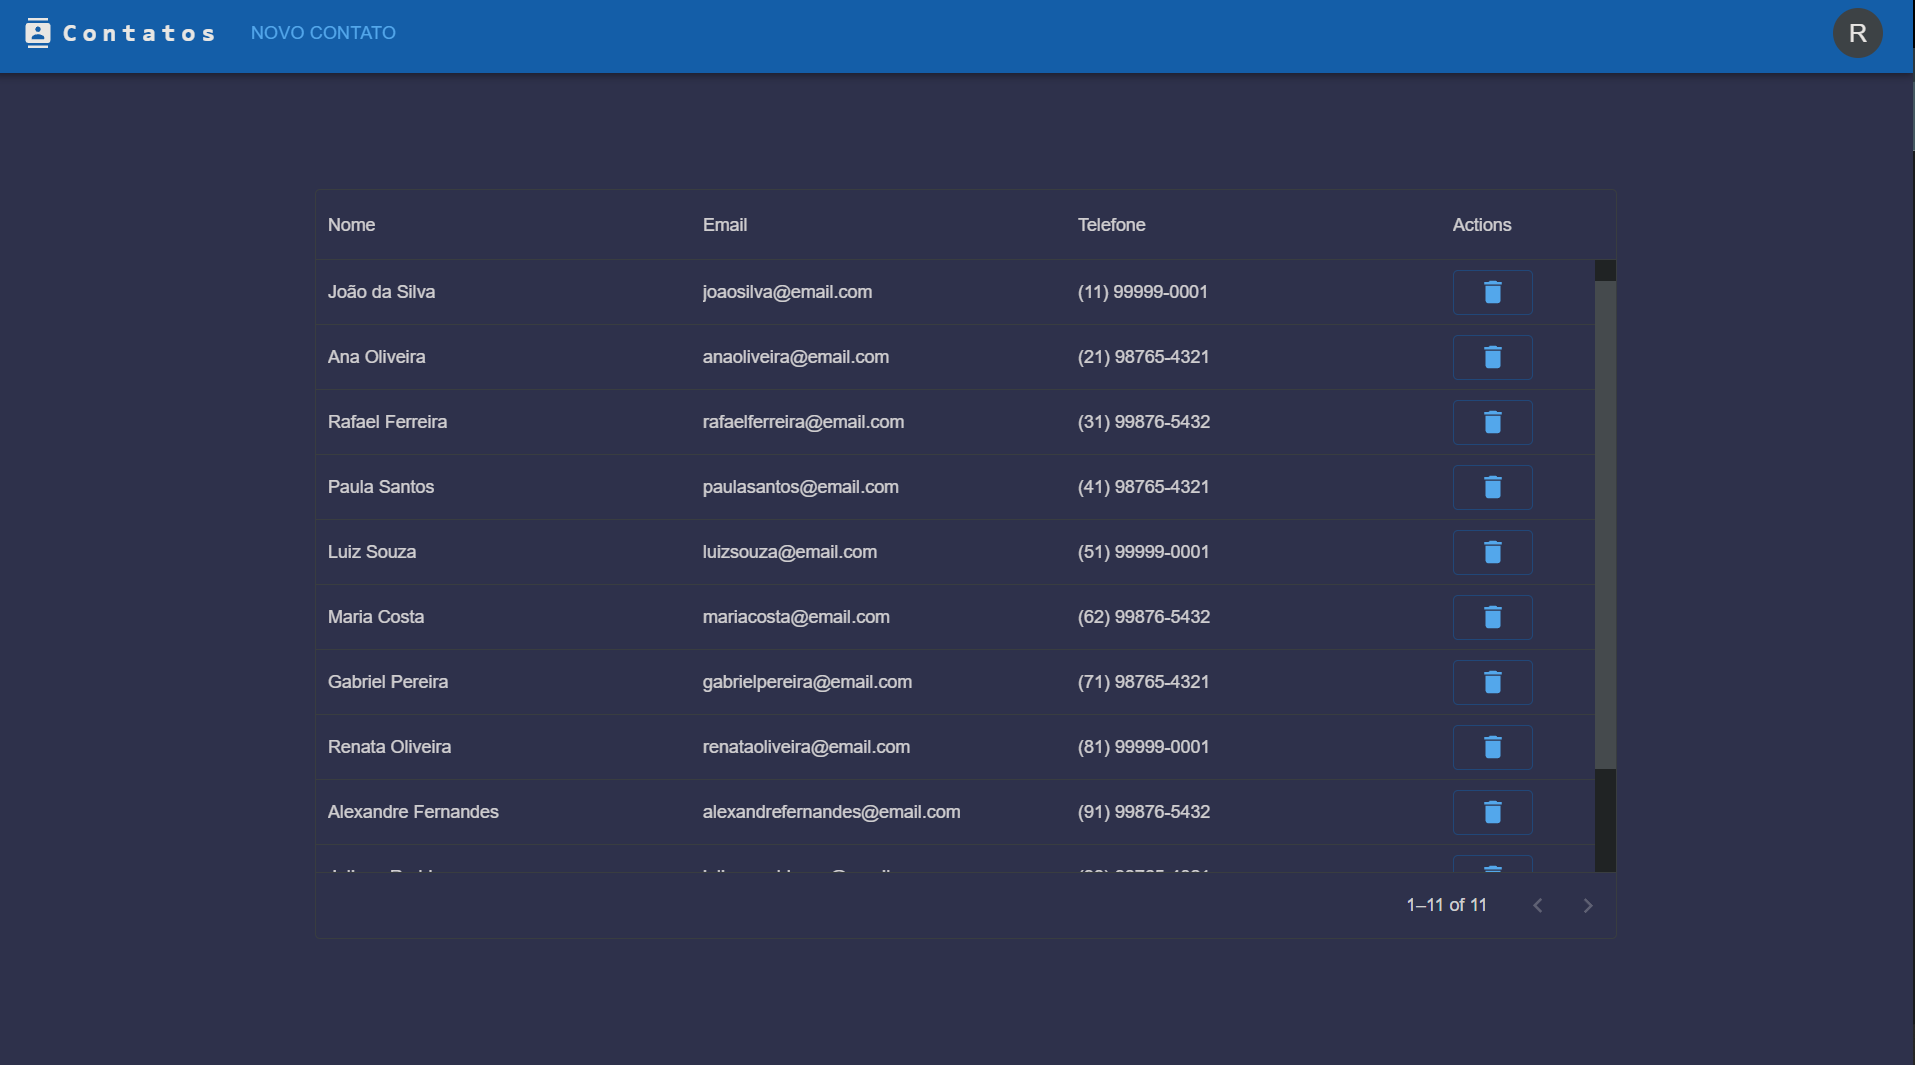 Contatos NOVO CONTATO R
Nome Email Telefone Actions
João da Silva joaosilva@email.com (11) 99999-0001
Ana Oliveira anaoliveira@email.com (21) 98765-4321
Rafael Ferreira rafaelferreira@email.com (31) 99876-5432
Paula Santos paulasantos@email.com (41) 98765-4321
Luiz Souza luizsouza@email.com (51) 99999-0001
Maria Costa mariacosta@email.com (62) 99876-5432
Gabriel Pereira gabrielpereira@email.com (71) 98765-4321
Renata Oliveira renataoliveira@email.com (81) 99999-0001
Alexandre Fernandes alexandrefernandes@email.com (91) 99876-5432
1–11 of 11